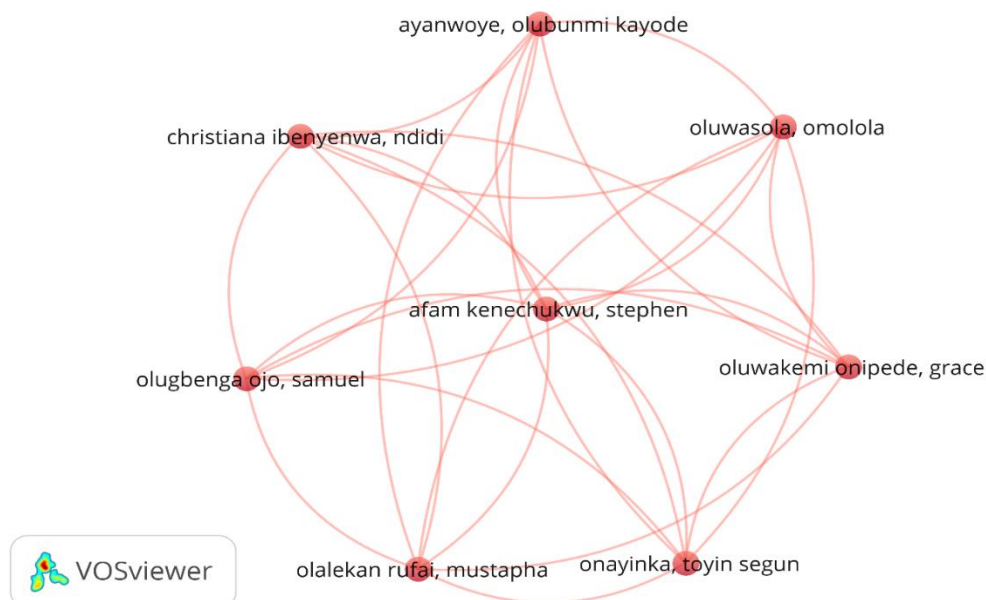 ayanwoye, olubunmi kayode
oluwasola, omolola
christiana ibenyenwa, ndidi
afam kenechukwu, stephen
oluwakemi onipede, grace
olugbenga ojo, samuel
onayinka, toyin segun
olalekan rufai, mustapha
VOSviewer